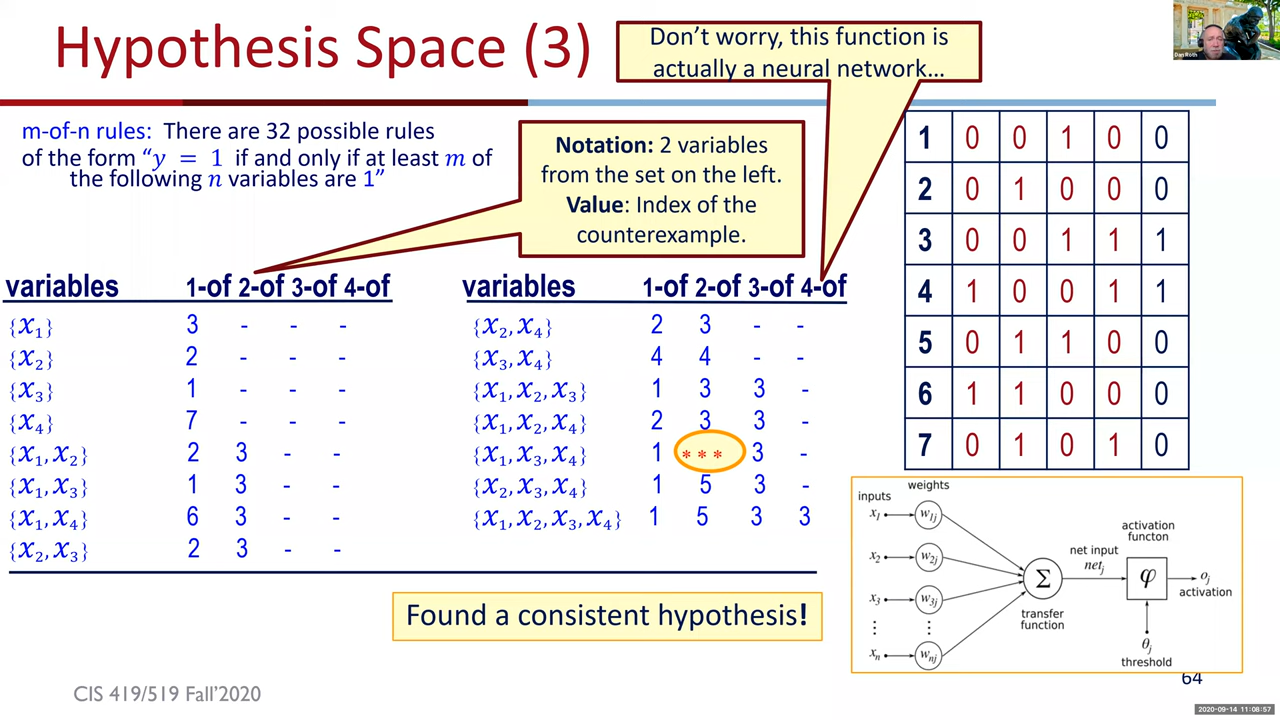 Hypothesis Space (3)
Don't worry, this function is
actually a neural network…
Dan Roth
m-of-n rules: There are 32 possible rules
of the form "y = 1 if and only if at least m of
the following n variables are 1"
Notation: 2 variables
from the set on the left.
Value: Index of the
counterexample.
1 0 0 1 0 0
2 0 1 0 0 0
3 0 0 1 1 1
4 1 0 0 1 1
5 0 1 1 0 0
6 1 1 0 0 0
7 0 1 0 1 0
variables 1-of 2-of 3-of 4-of
{x₁} 3 - - -
{x₂} 2 - - -
{x₃} 1 - - -
{x₄} 7 - - -
{x₁,x₂} 2 3 - -
{x₁,x₃} 1 3 - -
{x₁,x₄} 6 3 - -
{x₂,x₃} 2 3 - -
variables 1-of 2-of 3-of 4-of
{x₂,x₄} 2 3 - -
{x₃,x₄} 4 4 - -
{x₁,x₂,x₃} 1 3 3 -
{x₁,x₂,x₄} 2 3 3 -
{x₁,x₃,x₄} 1 * * * 3 -
{x₂,x₃,x₄} 1 5 3 -
{x₁,x₂,x₃,x₄} 1 5 3 3
Found a consistent hypothesis!
inputs
weights
x₁ w₁ⱼ
x₂ w₂ⱼ
x₃ w₃ⱼ
⋮ ⋮
xₙ wₙⱼ
Σ
transfer
function
net input
netⱼ
activation
functon
φ
oⱼ
activation
θⱼ
threshold
CIS 419/519 Fall'2020
64
2020-09-14 11:08:57